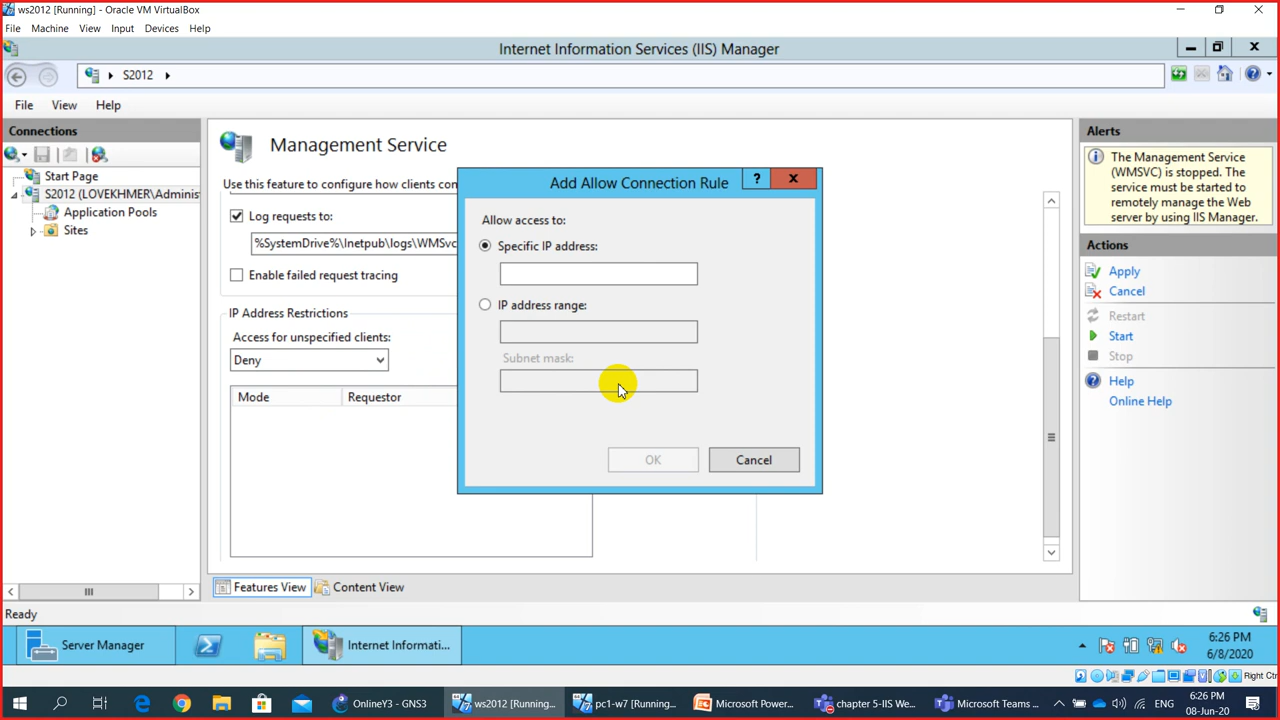 ws2012 [Running] - Oracle VM VirtualBox
File Machine View Input Devices Help
Internet Information Services (IIS) Manager
S2012
File View Help
Connections
Start Page
S2012 (LOVEKHMER\Adminis
Application Pools
Sites
Management Service
Use this feature to configure how clients con
Log requests to:
%SystemDrive%\Inetpub\logs\WMSvc
Enable failed request tracing
IP Address Restrictions
Access for unspecified clients:
Deny
Mode Requestor
Add Allow Connection Rule
?
Allow access to:
Specific IP address:
IP address range:
Subnet mask:
OK Cancel
Alerts
The Management Service
(WMSVC) is stopped. The
service must be started to
remotely manage the Web
server by using IIS Manager.
Actions
Apply
Cancel
Restart
Start
Stop
Help
Online Help
Features View Content View
Ready
Server Manager
Internet Informati...
6:26 PM
6/8/2020
Right Ctrl
OnlineY3 - GNS3
ws2012 [Running...
pc1-w7 [Running...
Microsoft Power...
chapter 5-IIS We...
Microsoft Teams ...
ENG
6:26 PM
08-Jun-20